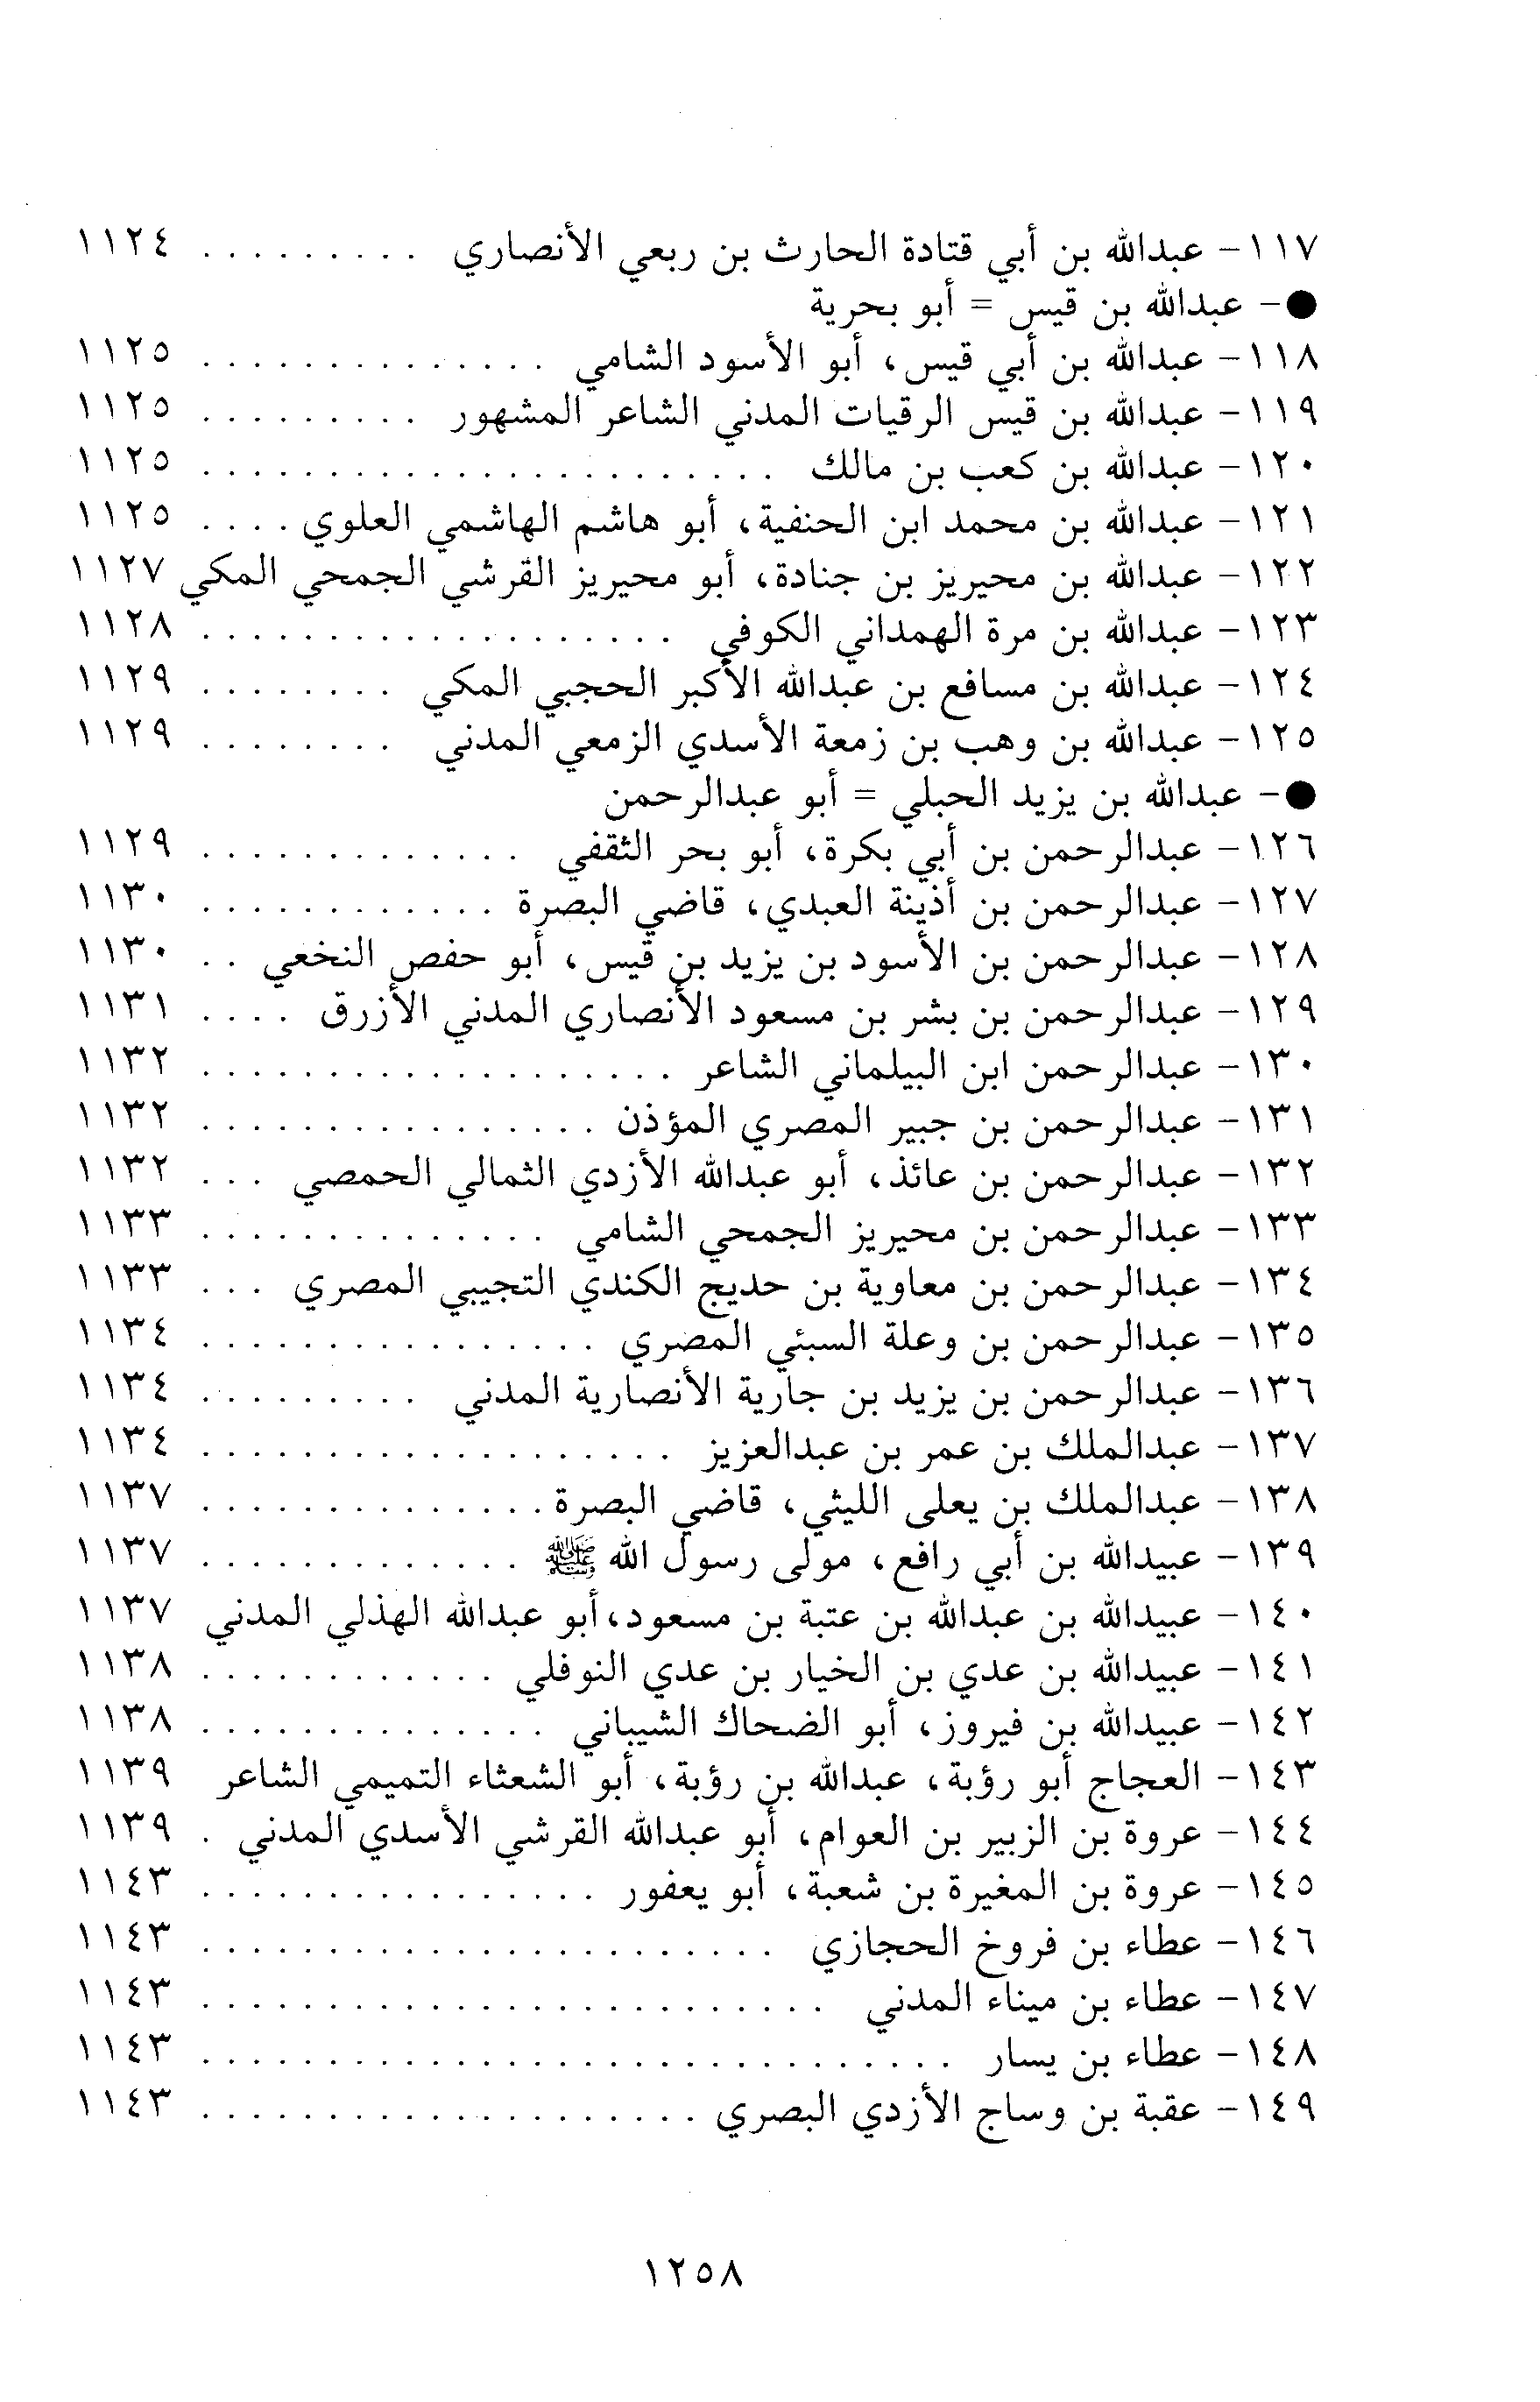 ١١٧- عبدالله بن أبي قتادة الحارث بن ربعي الأنصاري . . . . . . . . . ١١٢٤
●- عبدالله بن قيس = أبو بحرية
١١٨- عبدالله بن أبي قيس، أبو الأسود الشامي . . . . . . . . . . . . . . ١١٢٥
١١٩- عبدالله بن قيس الرقيات المدني الشاعر المشهور . . . . . . . . . ١١٢٥
١٢٠- عبدالله بن كعب بن مالك . . . . . . . . . . . . . . . . . . . . . . . ١١٢٥
١٢١- عبدالله بن محمد ابن الحنفية، أبو هاشم الهاشمي العلوي . . . . ١١٢٥
١٢٢- عبدالله بن محيريز بن جنادة، أبو محيريز القرشي الجمحي المكي ١١٢٧
١٢٣- عبدالله بن مرة الهمداني الكوفي . . . . . . . . . . . . . . . . . . . ١١٢٨
١٢٤- عبدالله بن مسافع بن عبدالله الأكبر الحجبي المكي . . . . . . . . ١١٢٩
١٢٥- عبدالله بن وهب بن زمعة الأسدي الزمعي المدني . . . . . . . . ١١٢٩
●- عبدالله بن يزيد الحبلي = أبو عبدالرحمن
١٢٦- عبدالرحمن بن أبي بكرة، أبو بحر الثقفي . . . . . . . . . . . . . ١١٢٩
١٢٧- عبدالرحمن بن أذينة العبدي، قاضي البصرة . . . . . . . . . . . . ١١٣٠
١٢٨- عبدالرحمن بن الأسود بن يزيد بن قيس، أبو حفص النخعي . . ١١٣٠
١٢٩- عبدالرحمن بن بشر بن مسعود الأنصاري المدني الأزرق . . . . ١١٣١
١٣٠- عبدالرحمن ابن البيلماني الشاعر . . . . . . . . . . . . . . . . . . . ١١٣٢
١٣١- عبدالرحمن بن جبير المصري المؤذن . . . . . . . . . . . . . . . . ١١٣٢
١٣٢- عبدالرحمن بن عائذ، أبو عبدالله الأزدي الثمالي الحمصي . . . ١١٣٢
١٣٣- عبدالرحمن بن محيريز الجمحي الشامي . . . . . . . . . . . . . . ١١٣٣
١٣٤- عبدالرحمن بن معاوية بن حديج الكندي التجيبي المصري . . . ١١٣٣
١٣٥- عبدالرحمن بن وعلة السبئي المصري . . . . . . . . . . . . . . . . ١١٣٤
١٣٦- عبدالرحمن بن يزيد بن جارية الأنصارية المدني . . . . . . . . . ١١٣٤
١٣٧- عبدالملك بن عمر بن عبدالعزيز . . . . . . . . . . . . . . . . . . . ١١٣٤
١٣٨- عبدالملك بن يعلى الليثي، قاضي البصرة . . . . . . . . . . . . . . ١١٣٧
١٣٩- عبيدالله بن أبي رافع، مولى رسول الله ﷺ . . . . . . . . . . . . . ١١٣٧
١٤٠- عبيدالله بن عبدالله بن عتبة بن مسعود،أبو عبدالله الهذلي المدني ١١٣٧
١٤١- عبيدالله بن عدي بن الخيار بن عدي النوفلي . . . . . . . . . . . . ١١٣٨
١٤٢- عبيدالله بن فيروز، أبو الضحاك الشيباني . . . . . . . . . . . . . . ١١٣٨
١٤٣- العجاج أبو رؤبة، عبدالله بن رؤبة، أبو الشعثاء التميمي الشاعر ١١٣٩
١٤٤- عروة بن الزبير بن العوام، أبو عبدالله القرشي الأسدي المدني . ١١٣٩
١٤٥- عروة بن المغيرة بن شعبة، أبو يعفور . . . . . . . . . . . . . . . . ١١٤٣
١٤٦- عطاء بن فروخ الحجازي . . . . . . . . . . . . . . . . . . . . . . . ١١٤٣
١٤٧- عطاء بن ميناء المدني . . . . . . . . . . . . . . . . . . . . . . . . . ١١٤٣
١٤٨- عطاء بن يسار . . . . . . . . . . . . . . . . . . . . . . . . . . . . . . ١١٤٣
١٤٩- عقبة بن وساج الأزدي البصري . . . . . . . . . . . . . . . . . . . . ١١٤٣
١٢٥٨